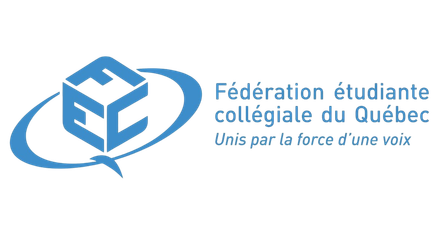 FEC
Fédération étudiante
collégiale du Québec
Unis par la force d'une voix